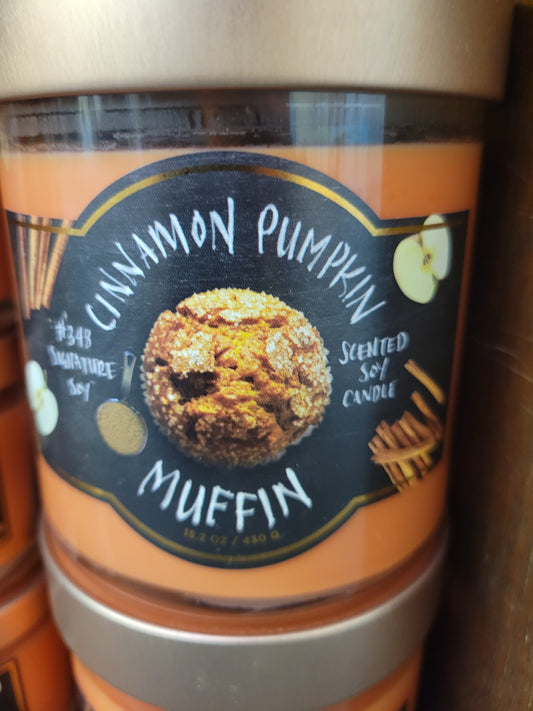 CINNAMON PUMPKIN
#348
SIGNATURE
SOY
SCENTED
SOY
CANDLE
MUFFIN
15.2 OZ / 430 G.